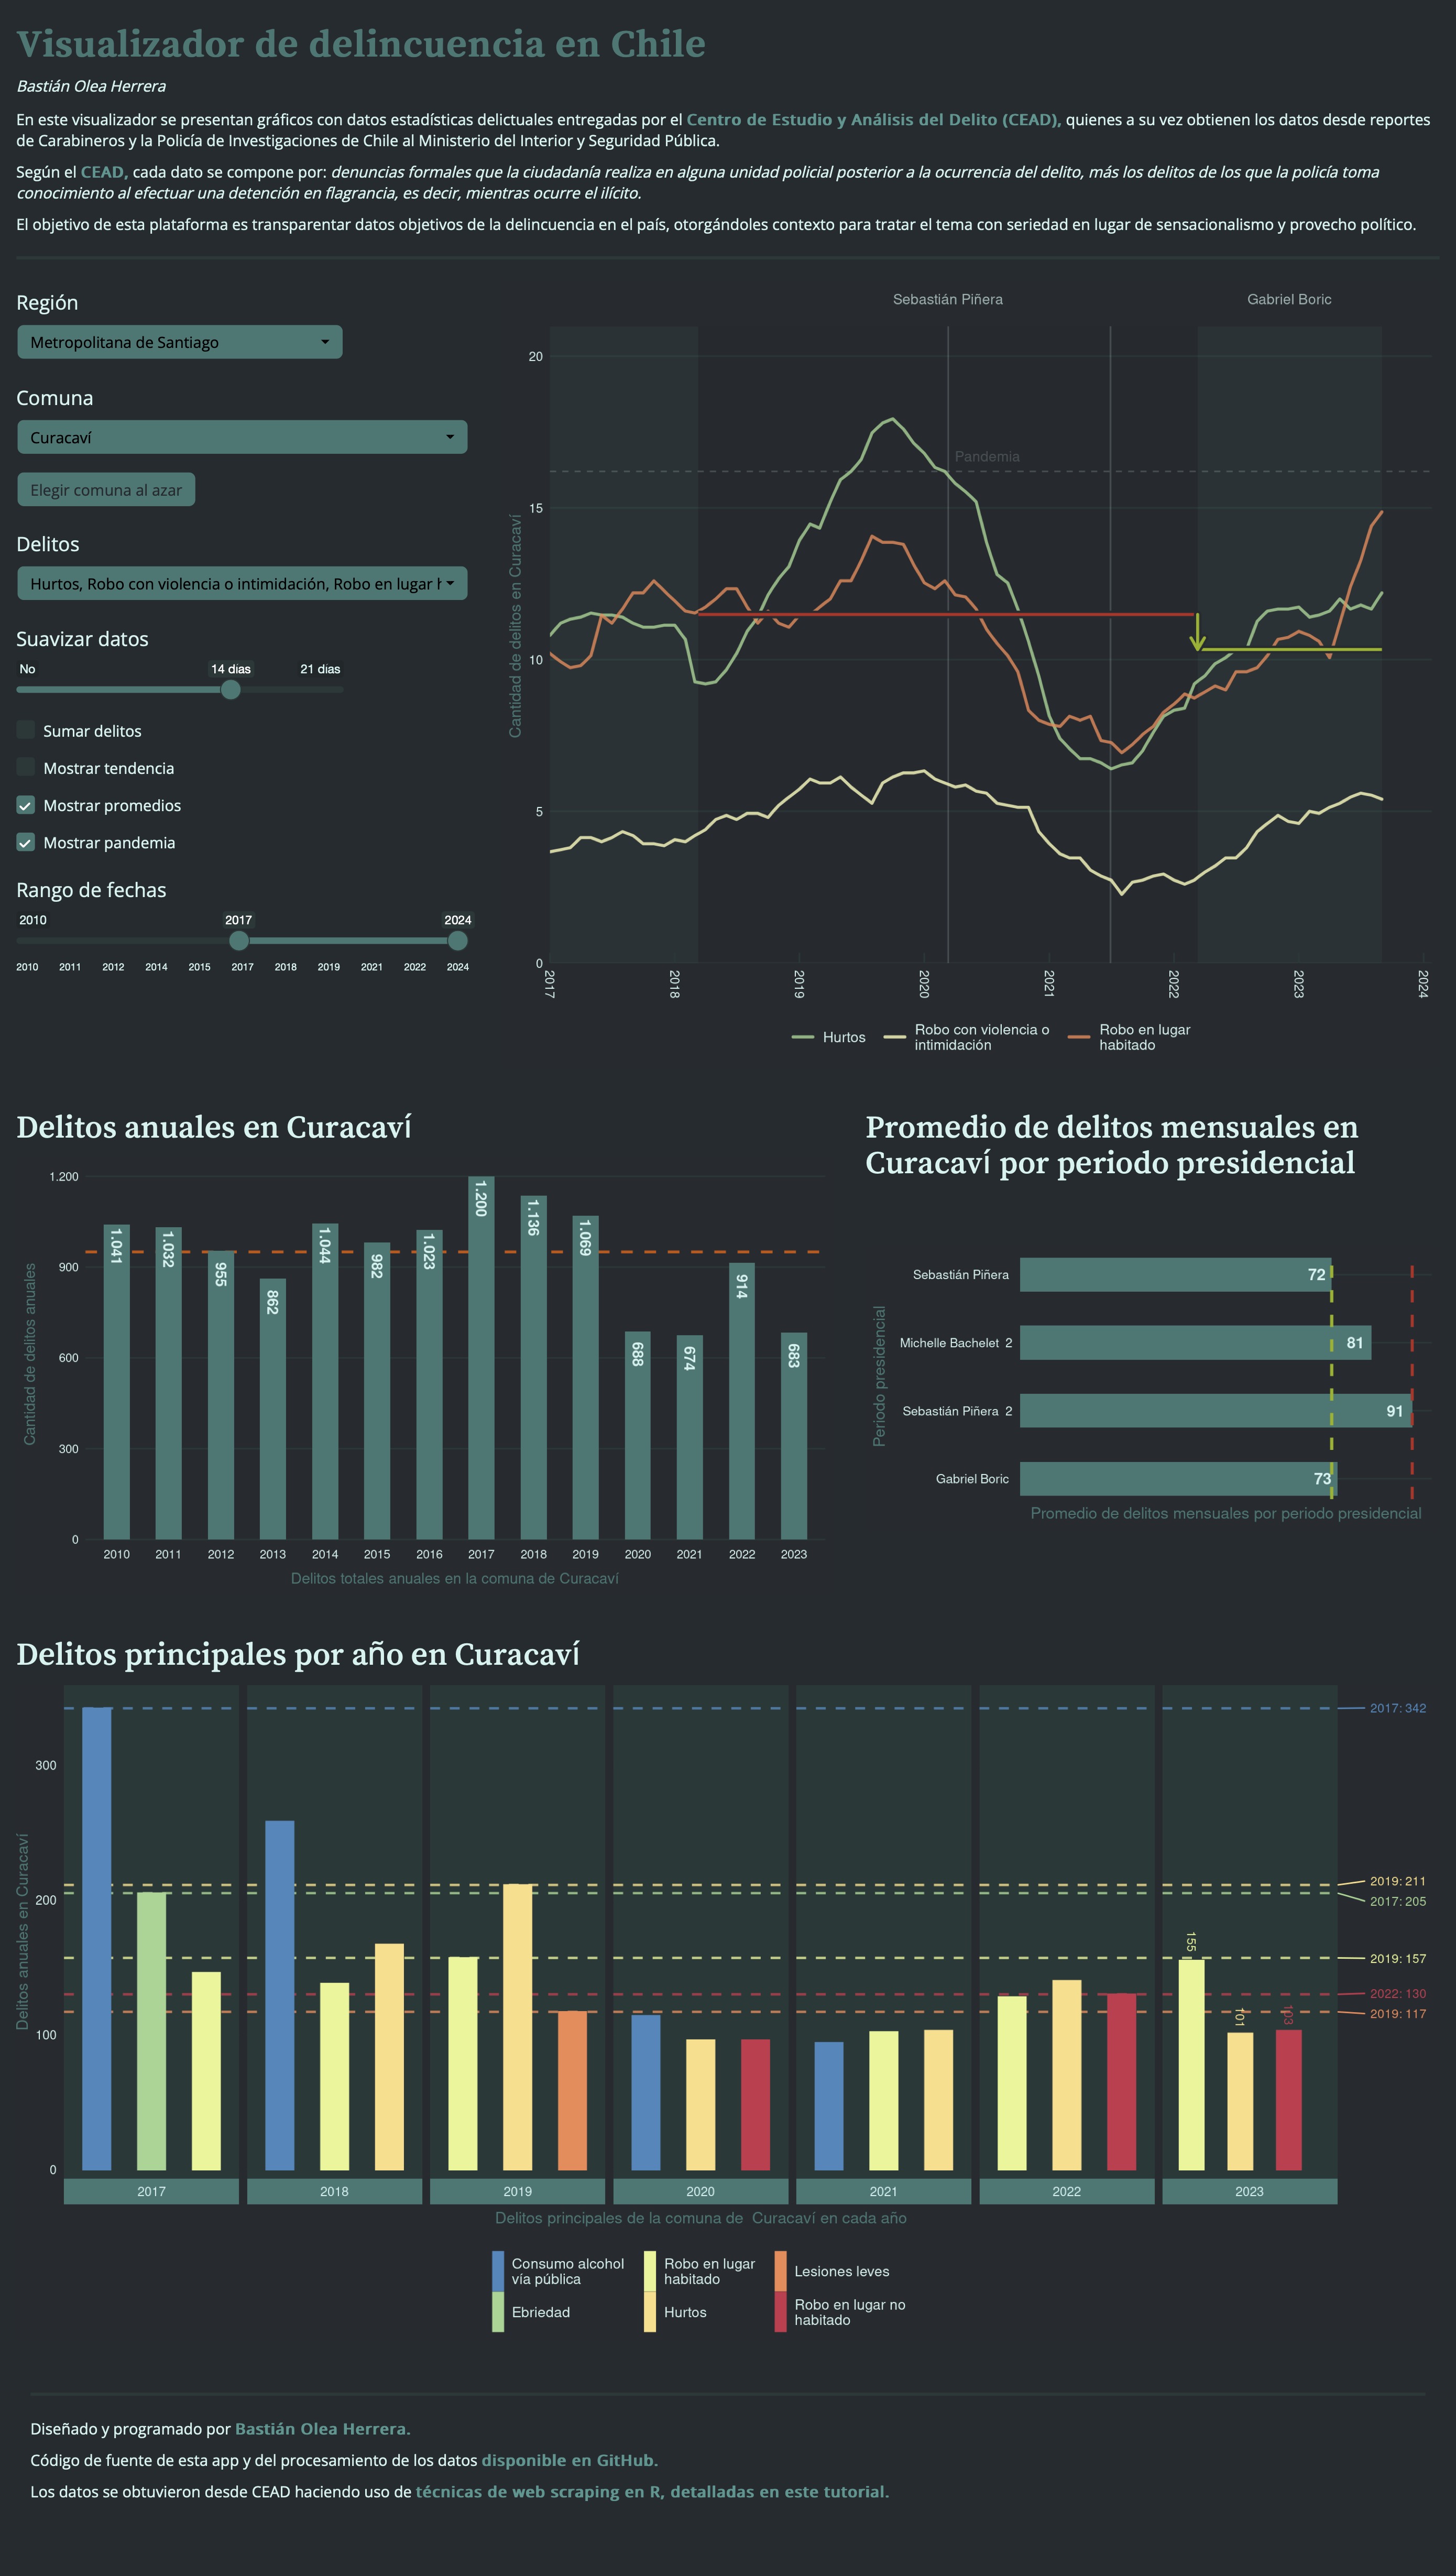 Visualizador de delincuencia en Chile
Bastián Olea Herrera
En este visualizador se presentan gráficos con datos estadísticas delictuales entregadas por el Centro de Estudio y Análisis del Delito (CEAD), quienes a su vez obtienen los datos desde reportes
de Carabineros y la Policía de Investigaciones de Chile al Ministerio del Interior y Seguridad Pública.
Según el CEAD, cada dato se compone por: denuncias formales que la ciudadanía realiza en alguna unidad policial posterior a la ocurrencia del delito, más los delitos de los que la policía toma
conocimiento al efectuar una detención en flagrancia, es decir, mientras ocurre el ilícito.
El objetivo de esta plataforma es transparentar datos objetivos de la delincuencia en el país, otorgándoles contexto para tratar el tema con seriedad en lugar de sensacionalismo y provecho político.
Región
Metropolitana de Santiago
Comuna
Curacaví
Elegir comuna al azar
Delitos
Hurtos, Robo con violencia o intimidación, Robo en lugar h
Suavizar datos
No 14 dias 21 dias
Sumar delitos
Mostrar tendencia
Mostrar promedios
Mostrar pandemia
Rango de fechas
2010 2017 2024
2010 2011 2012 2014 2015 2017 2018 2019 2021 2022 2024
Sebastián Piñera Gabriel Boric
Cantidad de delitos en Curacaví
20
Pandemia
15
10
5
0
2017 2018 2019 2020 2021 2022 2023 2024
Hurtos
Robo con violencia o
intimidación
Robo en lugar
habitado
Delitos anuales en Curacaví
Cantidad de delitos anuales
1.200
900
600
300
0
1.041 1.032 955 862 1.044 982 1.023 1.200 1.136 1.069 688 674 914 683
2010 2011 2012 2013 2014 2015 2016 2017 2018 2019 2020 2021 2022 2023
Delitos totales anuales en la comuna de Curacaví
Promedio de delitos mensuales en
Curacaví por periodo presidencial
Periodo presidencial
Sebastián Piñera 72
Michelle Bachelet 2 81
Sebastián Piñera 2 91
Gabriel Boric 73
Promedio de delitos mensuales por periodo presidencial
Delitos principales por año en Curacaví
Delitos anuales en Curacaví
300
200
100
0
2017: 342
2019: 211
2017: 205
2019: 157
2022: 130
2019: 117
155 101 103
2017 2018 2019 2020 2021 2022 2023
Delitos principales de la comuna de Curacaví en cada año
Consumo alcohol
vía pública
Ebriedad
Robo en lugar
habitado
Hurtos
Lesiones leves
Robo en lugar no
habitado
Diseñado y programado por Bastián Olea Herrera.
Código de fuente de esta app y del procesamiento de los datos disponible en GitHub.
Los datos se obtuvieron desde CEAD haciendo uso de técnicas de web scraping en R, detalladas en este tutorial.